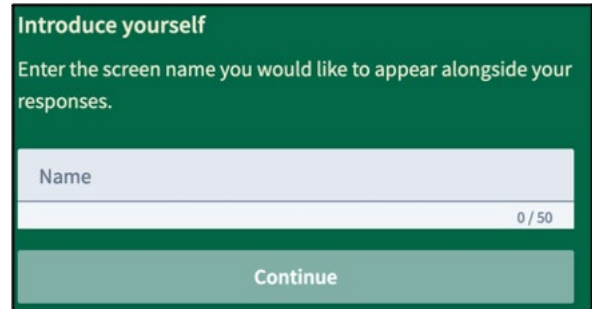 Introduce yourself
Enter the screen name you would like to appear alongside your
responses.
Name
0 / 50
Continue